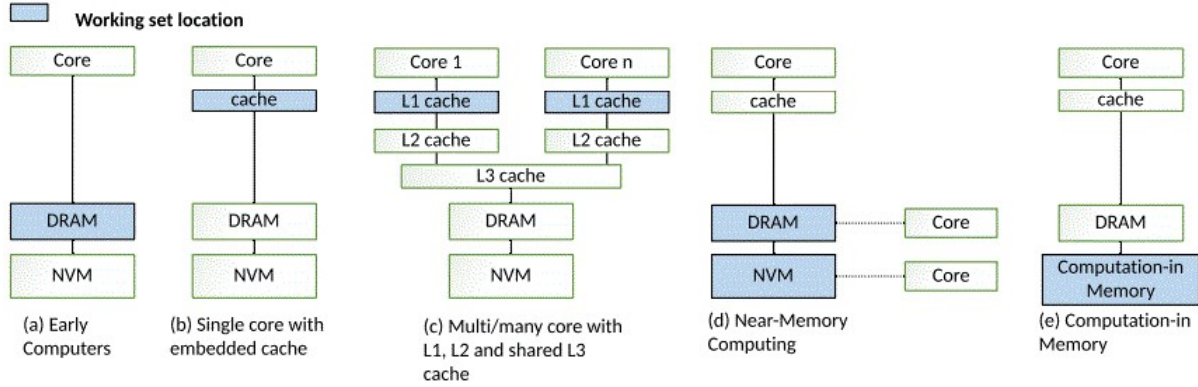 Working set location
Core
DRAM
NVM
(a) Early
Computers
Core
cache
DRAM
NVM
(b) Single core with
embedded cache
Core 1
Core n
L1 cache
L1 cache
L2 cache
L2 cache
L3 cache
DRAM
NVM
(c) Multi/many core with
L1, L2 and shared L3
cache
Core
cache
DRAM
Core
NVM
Core
(d) Near-Memory
Computing
Core
cache
DRAM
Computation-in
Memory
(e) Computation-in
Memory